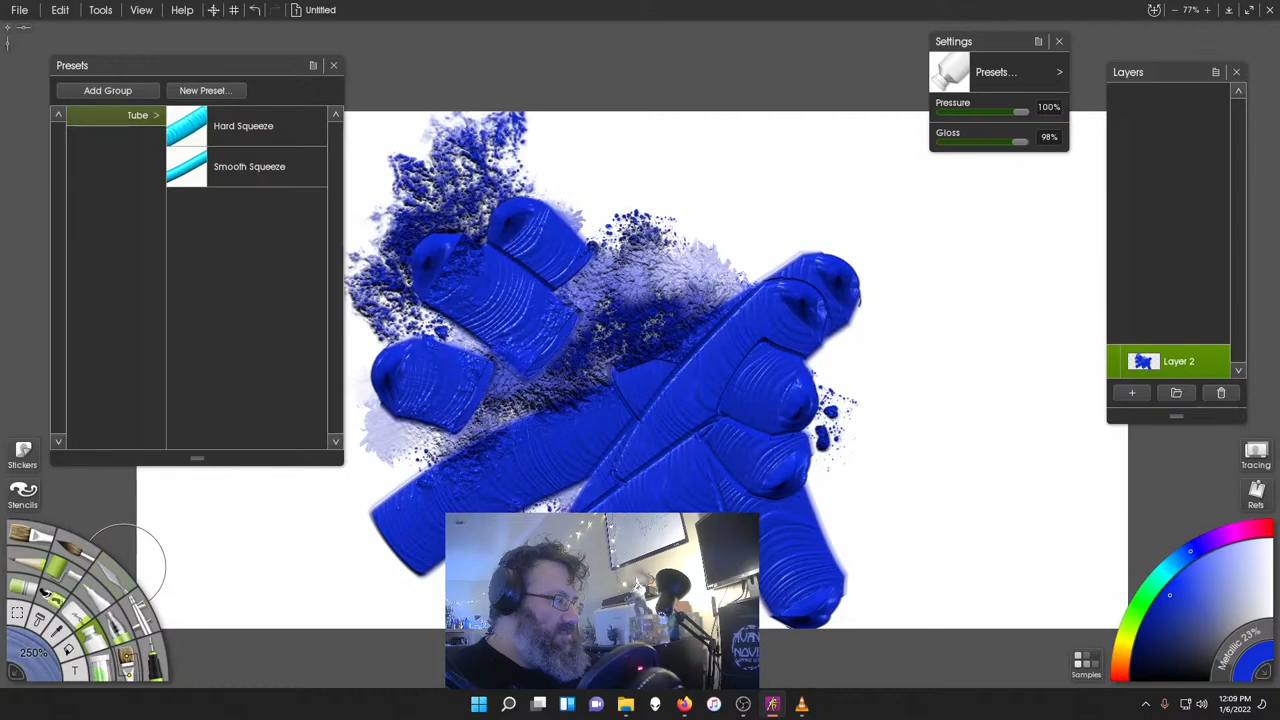 File Edit Tools View Help Untitled 77%
Presets
Add Group New Preset...
Tube >
Hard Squeeze
Smooth Squeeze
Settings
Presets... >
Pressure
100%
Gloss
98%
Layers
Layer 2
Stickers
Stencils
250%
T
Tracing
Refs
Metallic 23%
Samples
12:09 PM
1/6/2022